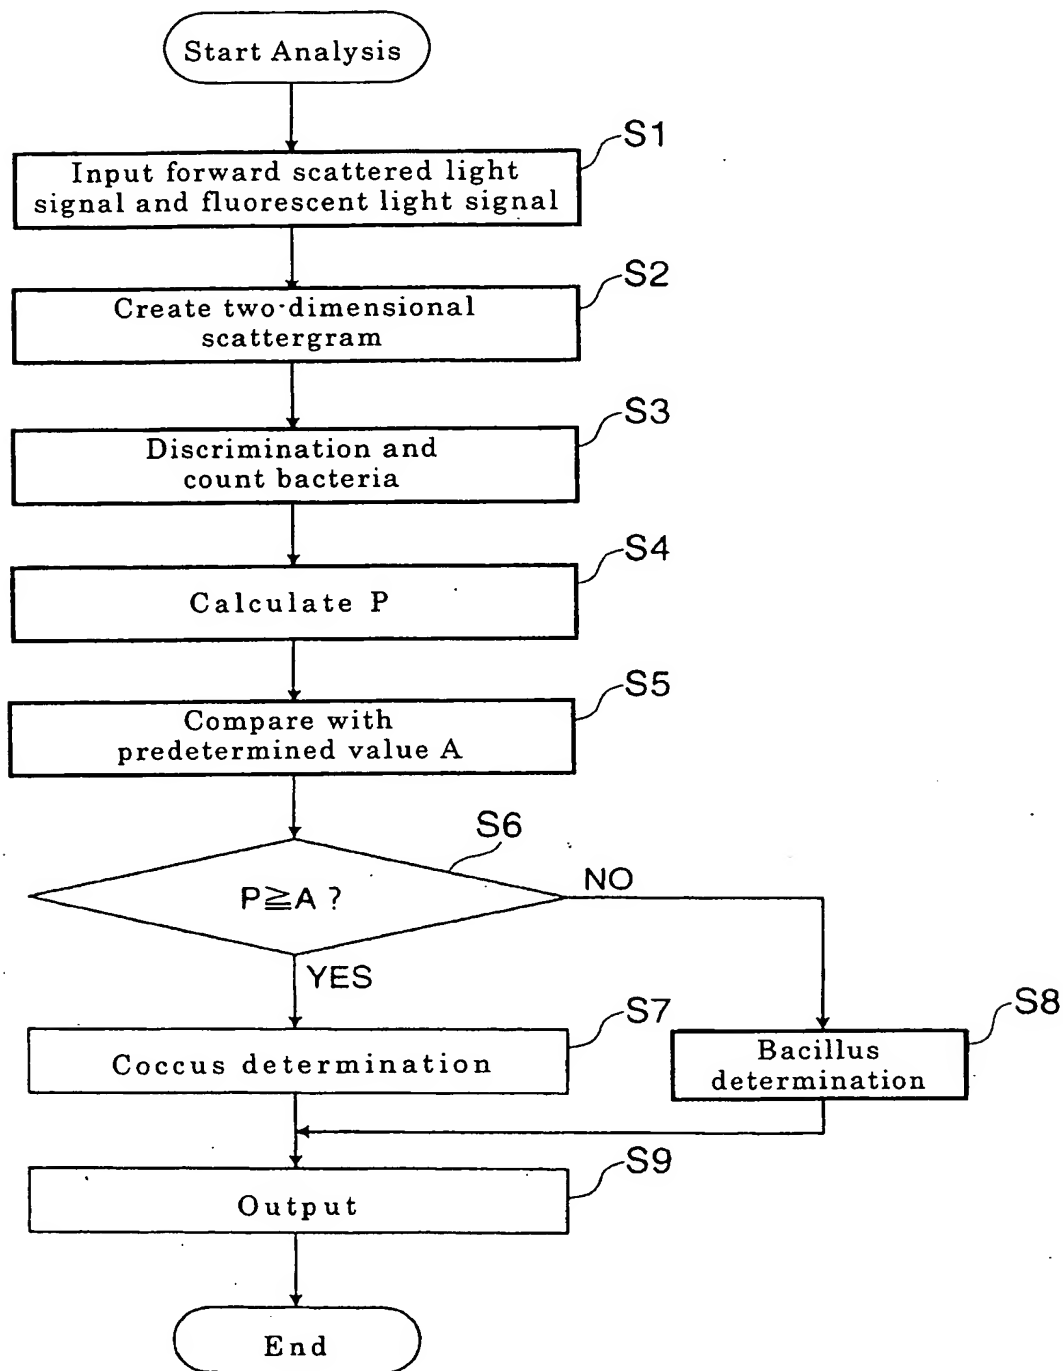 Start Analysis
S1
Input forward scattered light
signal and fluorescent light signal
S2
Create two-dimensional
scattergram
S3
Discrimination and
count bacteria
S4
Calculate P
S5
Compare with
predetermined value A
S6
P≧A ?
NO
YES
S7
Coccus determination
S8
Bacillus
determination
S9
Output
End